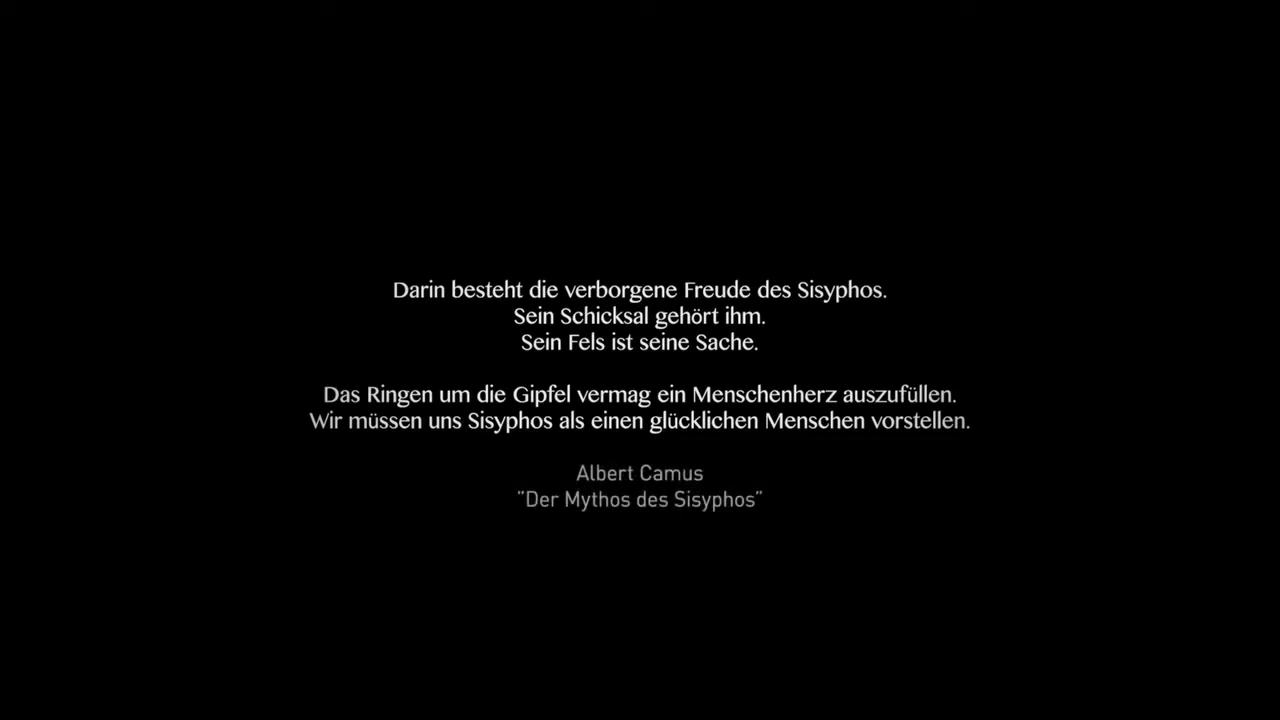 Darin besteht die verborgene Freude des Sisyphos.
Sein Schicksal gehört ihm.
Sein Fels ist seine Sache.
Das Ringen um die Gipfel vermag ein Menschenherz auszufüllen.
Wir müssen uns Sisyphos als einen glücklichen Menschen vorstellen.
Albert Camus
"Der Mythos des Sisyphos"